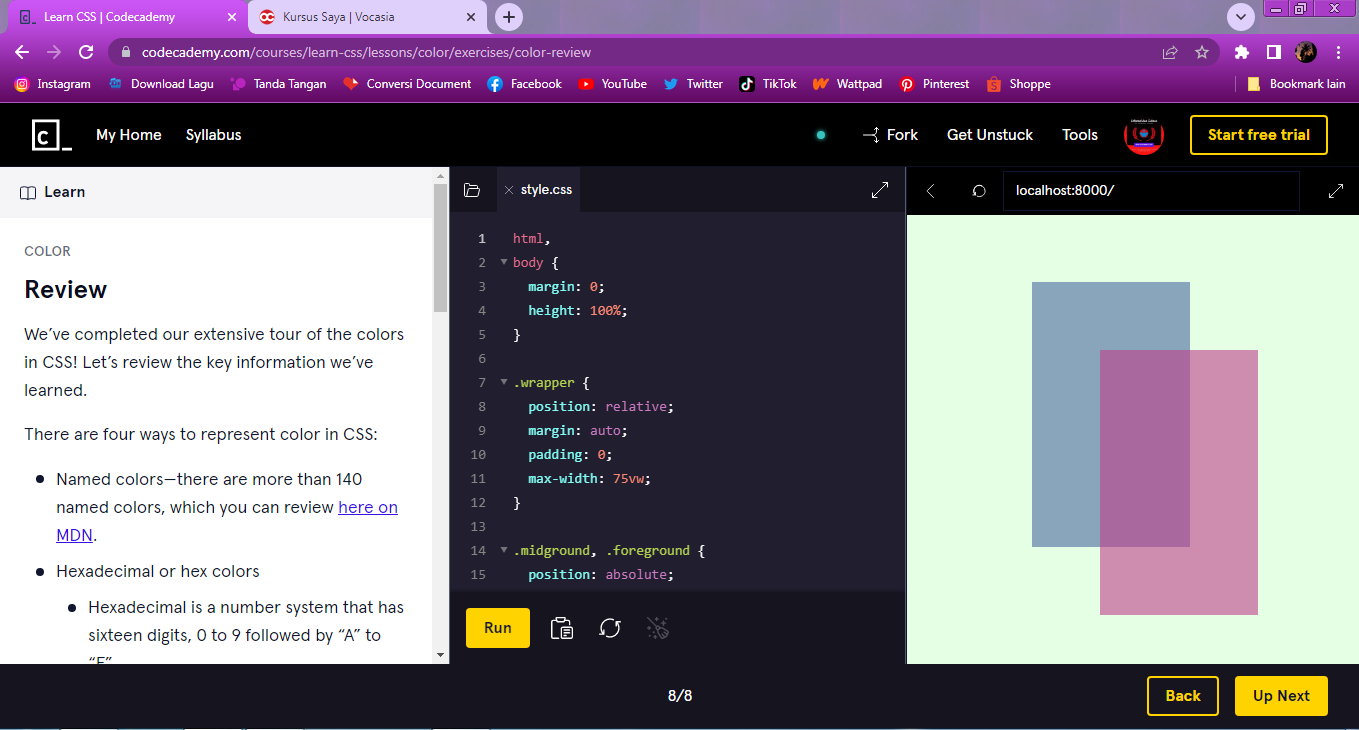 Learn CSS | Codecademy
Kursus Saya | Vocasia
codecademy.com/courses/learn-css/lessons/color/exercises/color-review
Instagram
Download Lagu
Tanda Tangan
Conversi Document
Facebook
YouTube
Twitter
TikTok
Wattpad
Pinterest
Shoppe
Bookmark lain
My Home
Syllabus
Fork
Get Unstuck
Tools
Start free trial
Learn
COLOR
Review
We’ve completed our extensive tour of the colors
in CSS! Let’s review the key information we’ve
learned.
There are four ways to represent color in CSS:
Named colors—there are more than 140
named colors, which you can review here on
MDN.
Hexadecimal or hex colors
Hexadecimal is a number system that has
sixteen digits, 0 to 9 followed by “A” to
“F”
style.css
1 html,
2 body {
3 margin: 0;
4 height: 100%;
5 }
6
7 .wrapper {
8 position: relative;
9 margin: auto;
10 padding: 0;
11 max-width: 75vw;
12 }
13
14 .midground, .foreground {
15 position: absolute;
Run
localhost:8000/
8/8
Back
Up Next